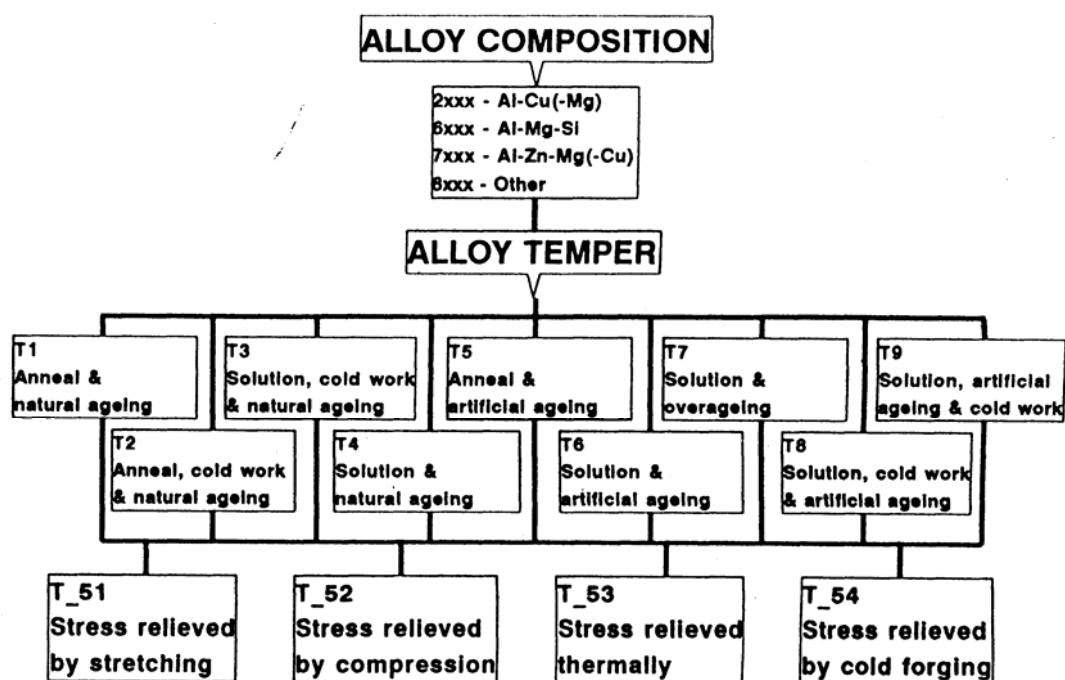 ALLOY COMPOSITION
2xxx - Al-Cu(-Mg)
6xxx - Al-Mg-Si
7xxx - Al-Zn-Mg(-Cu)
8xxx - Other
ALLOY TEMPER
T1
Anneal &
natural ageing
T2
Anneal, cold work
& natural ageing
T3
Solution, cold work
& natural ageing
T4
Solution &
natural ageing
T5
Anneal &
artificial ageing
T6
Solution &
artificial ageing
T7
Solution &
overageing
T8
Solution, cold work
& artificial ageing
T9
Solution, artificial
ageing & cold work
T_51
Stress relieved
by stretching
T_52
Stress relieved
by compression
T_53
Stress relieved
thermally
T_54
Stress relieved
by cold forging